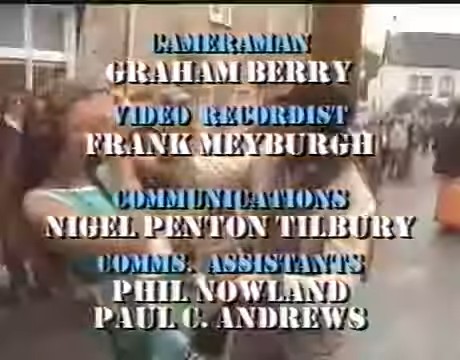 CAMERAMAN
GRAHAM BERRY
VIDEO RECORDIST
FRANK MEYBURGH
COMMUNICATIONS
NIGEL PENTON TILBURY
COMMS. ASSISTANTS
PHIL NOWLAND
PAUL C. ANDREWS